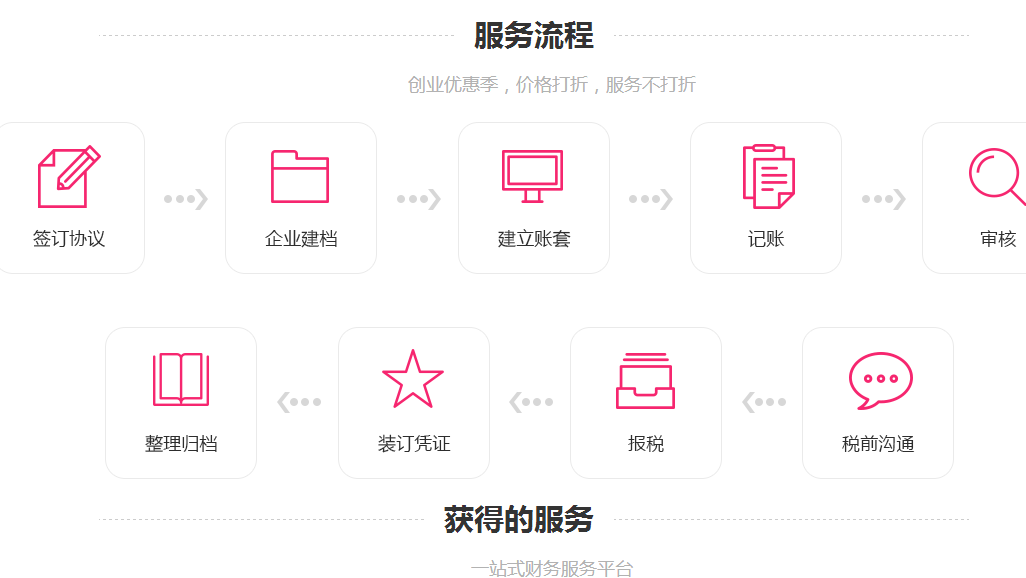 服务流程
创业优惠季，价格打折，服务不打折
签订协议 企业建档 建立账套 记账 审核
整理归档 装订凭证 报税 税前沟通
获得的服务
一站式财务服务平台